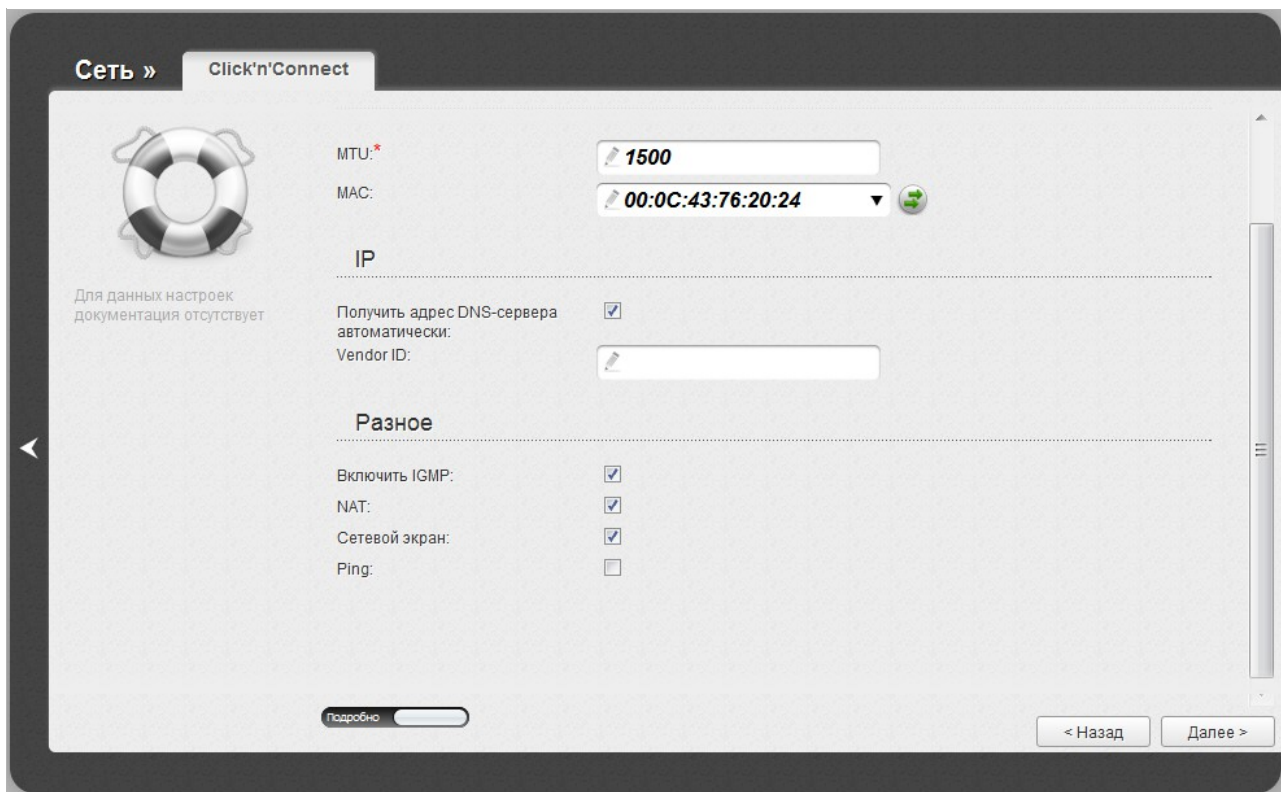 Сеть »
Click'n'Connect
Для данных настроек
документация отсутствует
MTU:*
1500
MAC:
00:0C:43:76:20:24
IP
Получить адрес DNS-сервера
автоматически:
Vendor ID:
Разное
Включить IGMP:
NAT:
Сетевой экран:
Ping:
Подробно
< Назад
Далее >